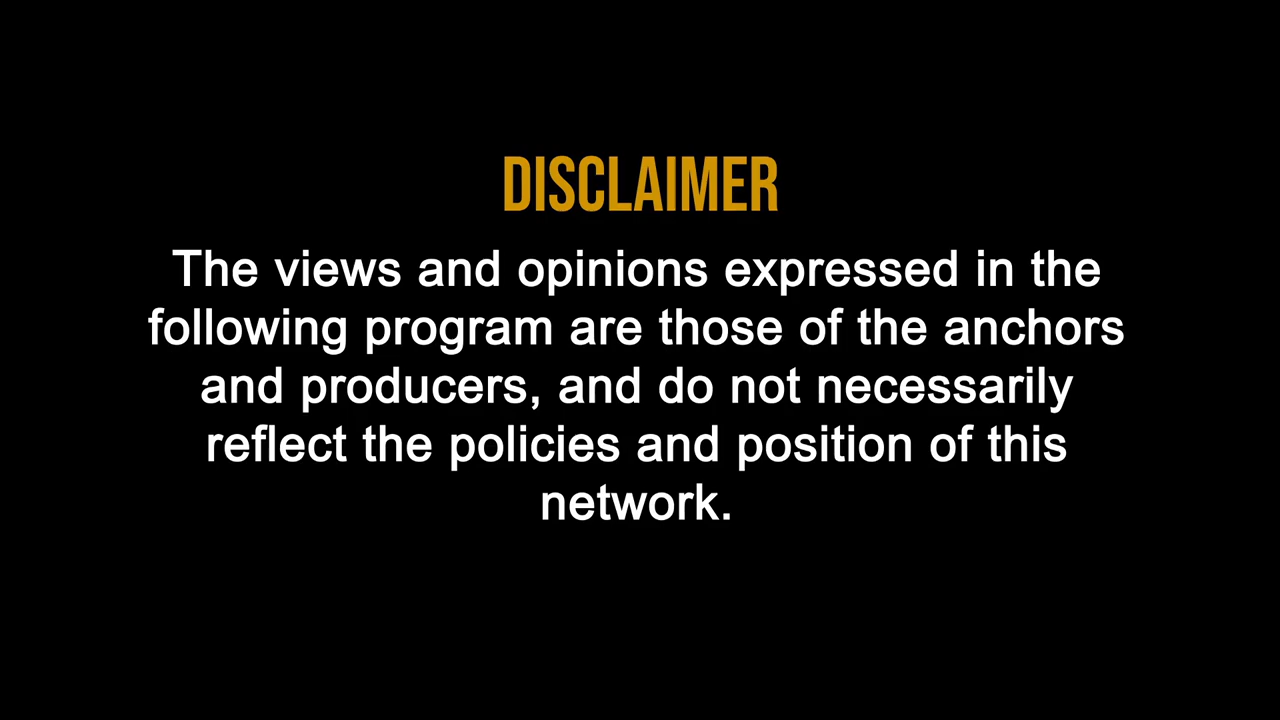 DISCLAIMER
The views and opinions expressed in the
following program are those of the anchors
and producers, and do not necessarily
reflect the policies and position of this
network.